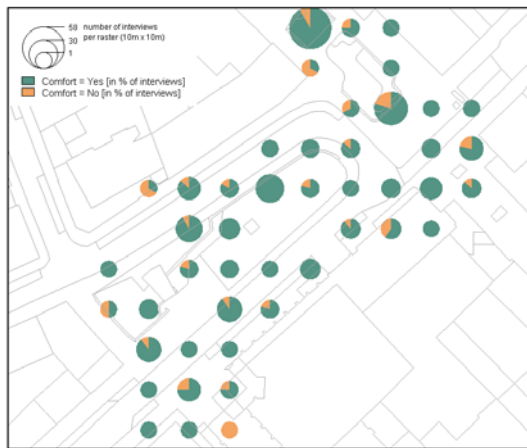 58 number of interviews
30 per raster (10m x 10m)
1
Comfort = Yes [in % of interviews]
Comfort = No [in % of interviews]